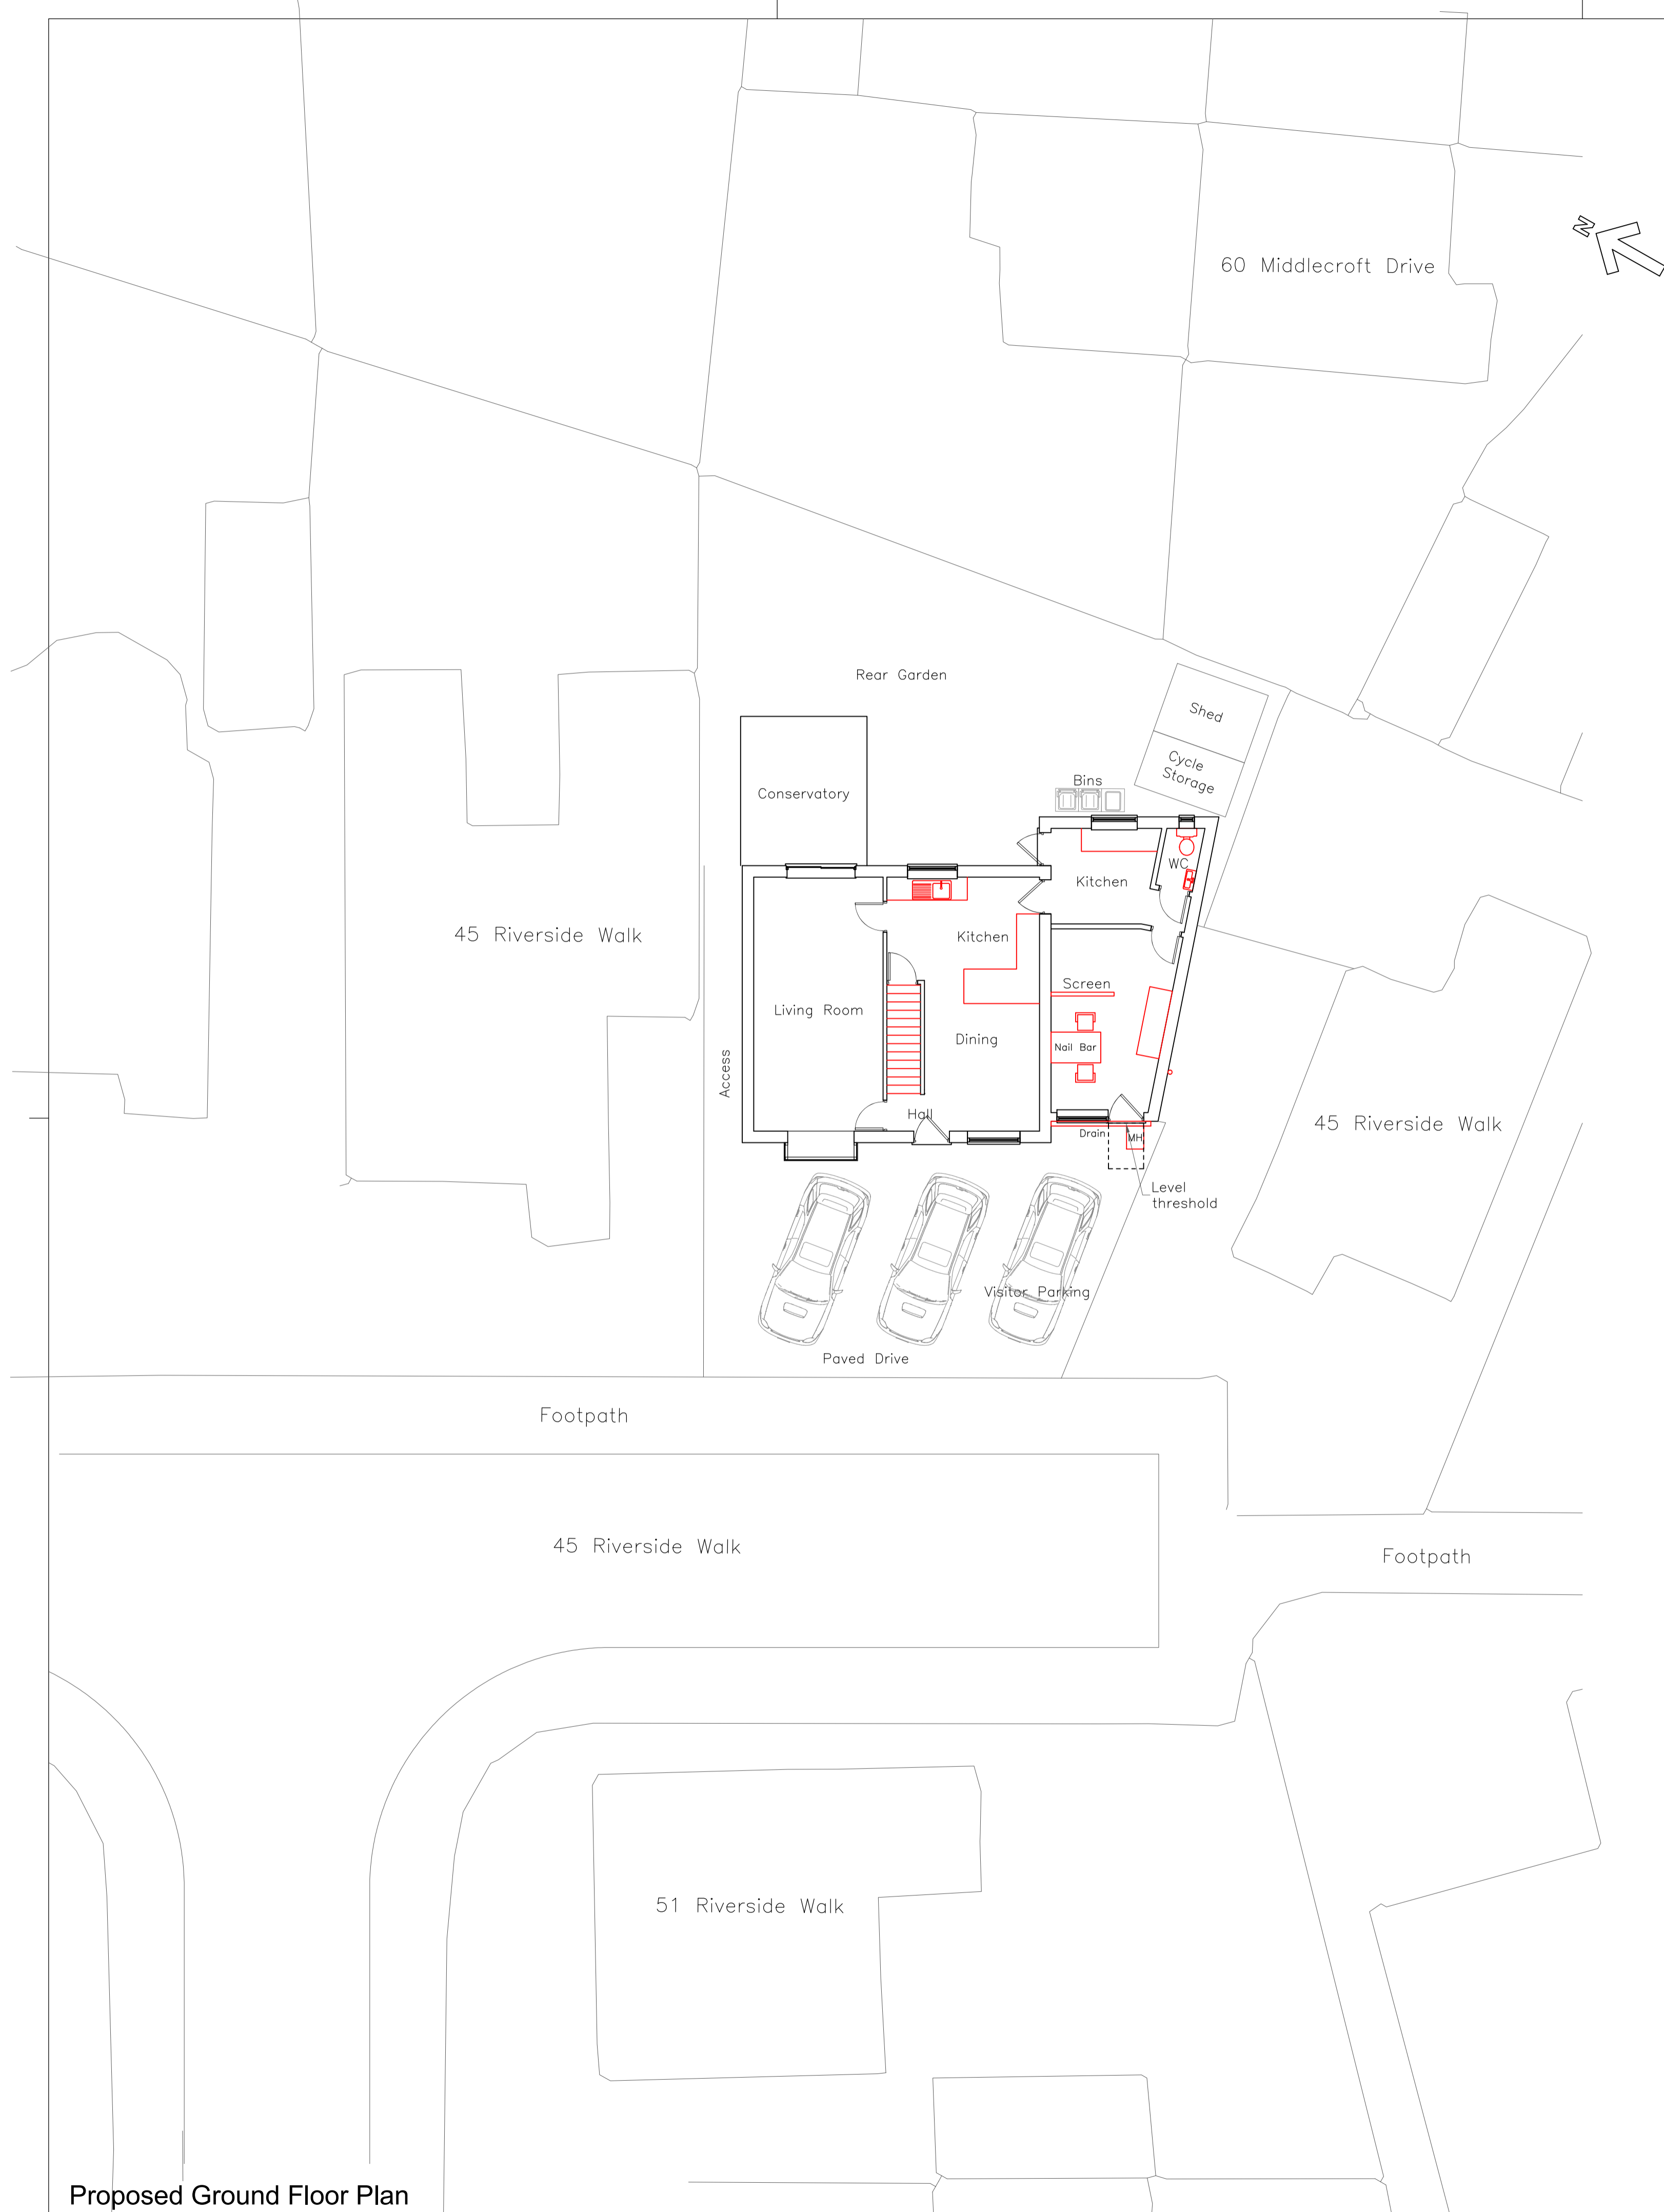 N
60 Middlecroft Drive
Rear Garden
Shed
Cycle
Storage
Bins
Conservatory
WC
Kitchen
45 Riverside Walk
Kitchen
Screen
Living Room
Dining
Nail Bar
Access
Hall
45 Riverside Walk
Drain
MH
Level
threshold
Visitor Parking
Paved Drive
Footpath
45 Riverside Walk
Footpath
51 Riverside Walk
Proposed Ground Floor Plan